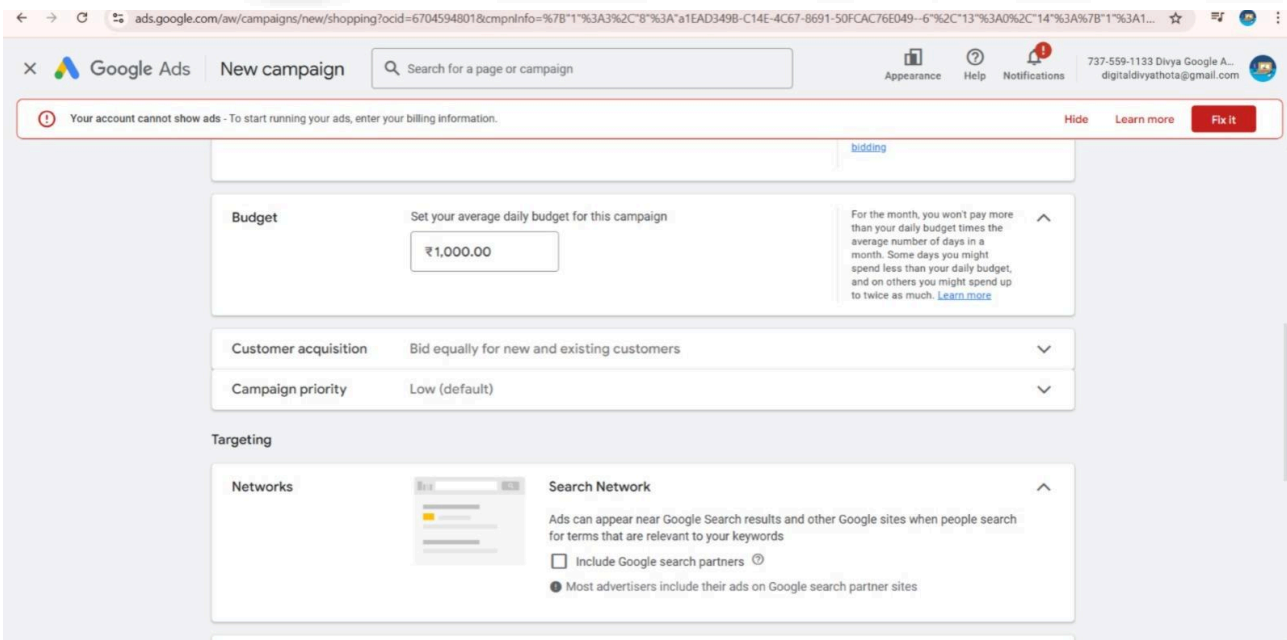 ads.google.com/aw/campaigns/new/shopping?ocid=6704594801&cmpnInfo=%7B"1"%3A3%2C"8"%3A"a1EAD349B-C14E-4C67-8691-50FCAC76E049--6"%2C"13"%3A0%2C"14"%3A%7B"1"%3A1...
Google Ads
New campaign
Search for a page or campaign
Appearance
Help
Notifications
737-559-1133 Divya Google A...
digitaldivyathota@gmail.com
Your account cannot show ads - To start running your ads, enter your billing information.
Hide
Learn more
Fix it
bidding
Budget
Set your average daily budget for this campaign
₹1,000.00
For the month, you won't pay more
than your daily budget times the
average number of days in a
month. Some days you might
spend less than your daily budget,
and on others you might spend up
to twice as much. Learn more
Customer acquisition
Bid equally for new and existing customers
Campaign priority
Low (default)
Targeting
Networks
Search Network
Ads can appear near Google Search results and other Google sites when people search
for terms that are relevant to your keywords
Include Google search partners
Most advertisers include their ads on Google search partner sites